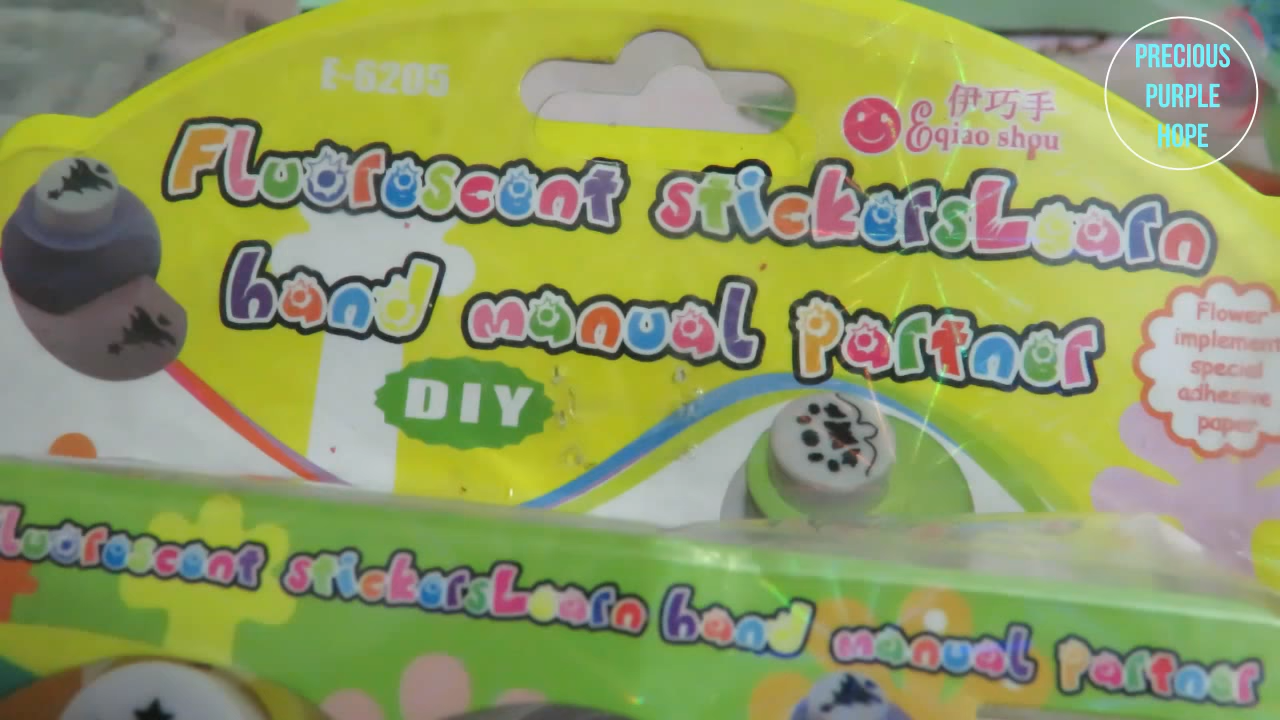 E-6205
伊巧手
Eqiao shou
PRECIOUS
PURPLE
HOPE
Fluorescent stickersLearn
hand manual partner
DIY
Flower
implement
special
adhesive
paper
fluorescent stickersLearn hand manual partner